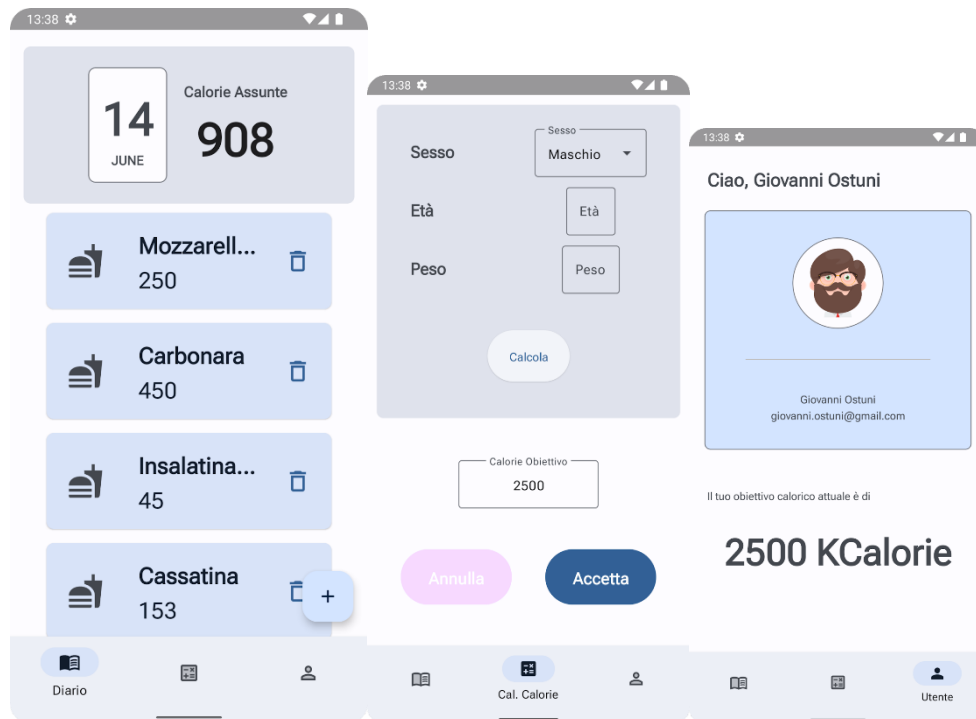 13:38
14
JUNE
Calorie Assunte
908
Mozzarell...
250
Carbonara
450
Insalatina...
45
Cassatina
153
+
Diario
13:38
Sesso
Sesso
Maschio
Età
Età
Peso
Peso
Calcola
Calorie Obiettivo
2500
Annulla
Accetta
Cal. Calorie
13:38
Ciao, Giovanni Ostuni
Giovanni Ostuni
giovanni.ostuni@gmail.com
Il tuo obiettivo calorico attuale è di
2500 KCalorie
Utente